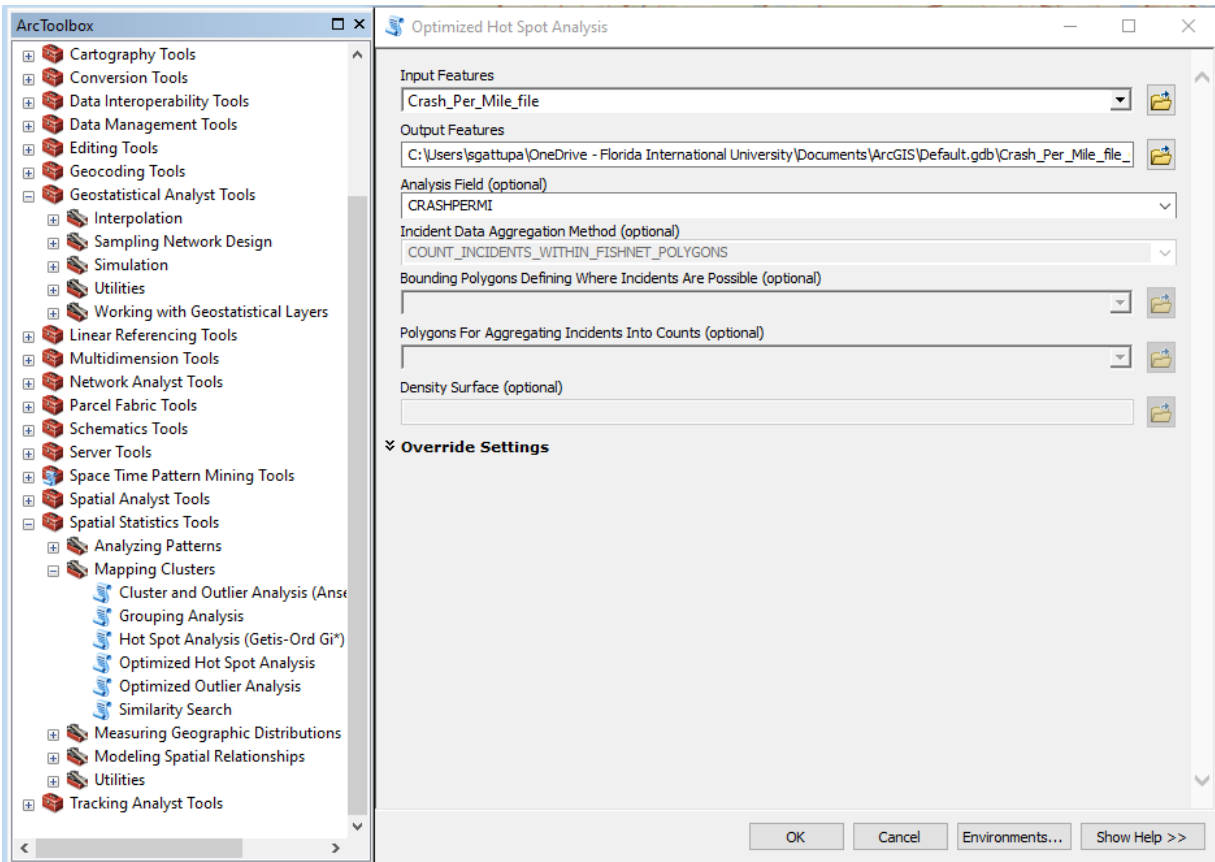 ArcToolbox
Cartography Tools
Conversion Tools
Data Interoperability Tools
Data Management Tools
Editing Tools
Geocoding Tools
Geostatistical Analyst Tools
Interpolation
Sampling Network Design
Simulation
Utilities
Working with Geostatistical Layers
Linear Referencing Tools
Multidimension Tools
Network Analyst Tools
Parcel Fabric Tools
Schematics Tools
Server Tools
Space Time Pattern Mining Tools
Spatial Analyst Tools
Spatial Statistics Tools
Analyzing Patterns
Mapping Clusters
Cluster and Outlier Analysis (Anse
Grouping Analysis
Hot Spot Analysis (Getis-Ord Gi*)
Optimized Hot Spot Analysis
Optimized Outlier Analysis
Similarity Search
Measuring Geographic Distributions
Modeling Spatial Relationships
Utilities
Tracking Analyst Tools
Optimized Hot Spot Analysis
Input Features
Crash_Per_Mile_file
Output Features
C:\Users\sgattupa\OneDrive - Florida International University\Documents\ArcGIS\Default.gdb\Crash_Per_Mile_file_
Analysis Field (optional)
CRASHPERMI
Incident Data Aggregation Method (optional)
COUNT_INCIDENTS_WITHIN_FISHNET_POLYGONS
Bounding Polygons Defining Where Incidents Are Possible (optional)
Polygons For Aggregating Incidents Into Counts (optional)
Density Surface (optional)
Override Settings
OK Cancel Environments... Show Help >>